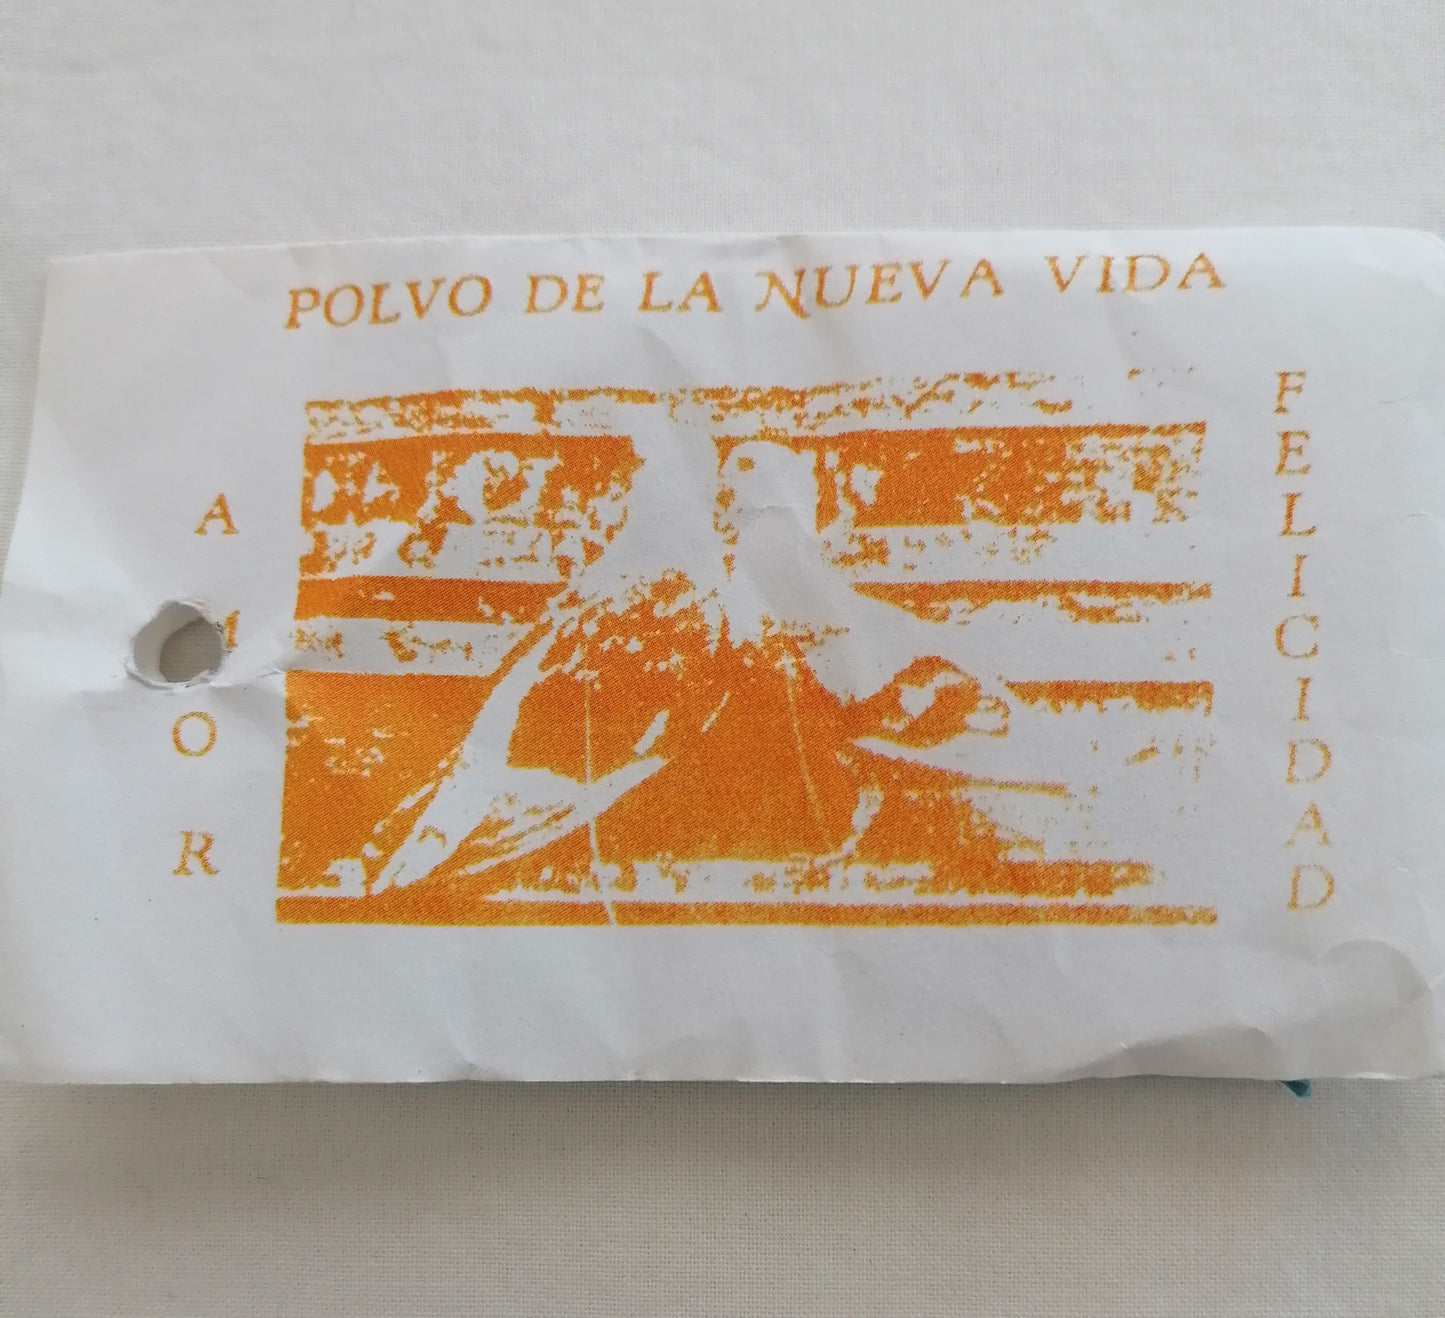 POLVO DE LA NUEVA VIDA
AMOR
FELICIDAD